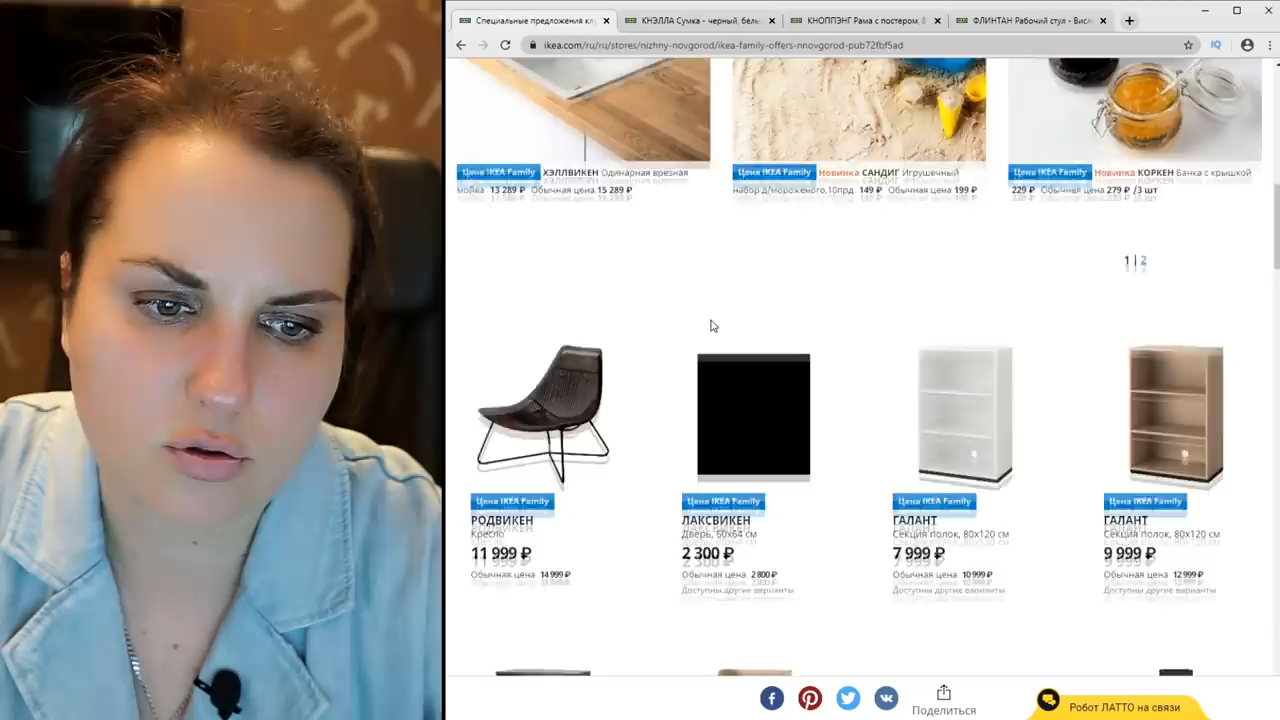 Специальные предложения кл
КНЭЛЛА Сумка - черный, бель
КНОППЭНГ Рама с постером, 8
ФЛИНТАН Рабочий стул - Висл
ikea.com/ru/ru/stores/nizhny-novgorod/ikea-family-offers-nnovgorod-pub72fbf5ad
IQ
Цена IKEA Family ХЭЛЛВИКЕН Одинарная врезная
мойка 13 289 ₽ Обычная цена 15 289 ₽
Цена IKEA Family Новинка САНДИГ Игрушечный
набор д/мороженого,10прд 149 ₽ Обычная цена 199 ₽
Цена IKEA Family Новинка КОРКЕН Банка с крышкой
229 ₽ Обычная цена 279 ₽ /3 шт
1 | 2
Цена IKEA Family
РОДВИКЕН
Кресло
11 999 ₽
Обычная цена 14 999 ₽
Цена IKEA Family
ЛАКСВИКЕН
Дверь, 60x64 см
2 300 ₽
Обычная цена 2 800 ₽
Доступны другие варианты
Цена IKEA Family
ГАЛАНТ
Секция полок, 80x120 см
7 999 ₽
Обычная цена 10 999 ₽
Доступны другие варианты
Цена IKEA Family
ГАЛАНТ
Секция полок, 80x120 см
9 999 ₽
Обычная цена 12 999 ₽
Доступны другие варианты
Поделиться
Робот ЛАТТО на связи